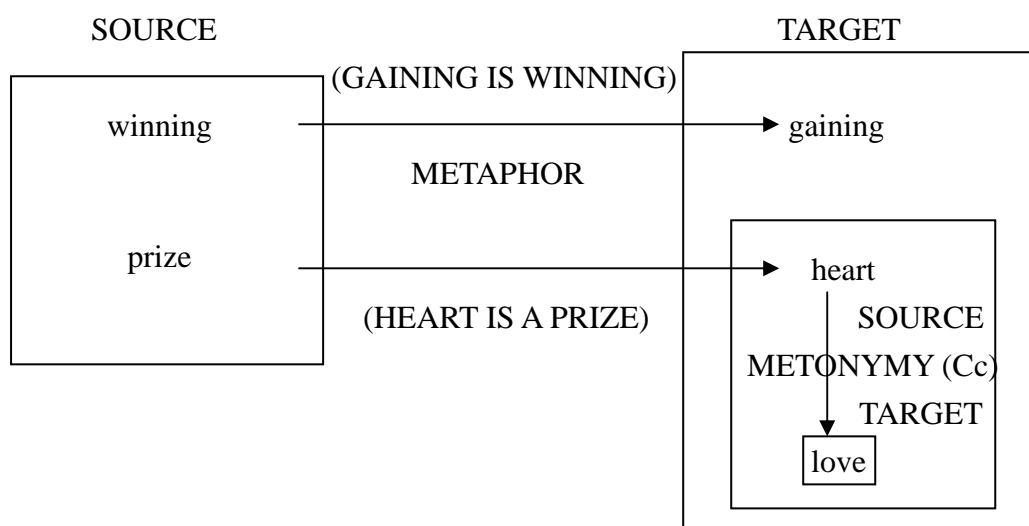 SOURCE TARGET
(GAINING IS WINNING)
winning gaining
METAPHOR
prize heart
(HEART IS A PRIZE) SOURCE
METONYMY (Cc)
TARGET
love